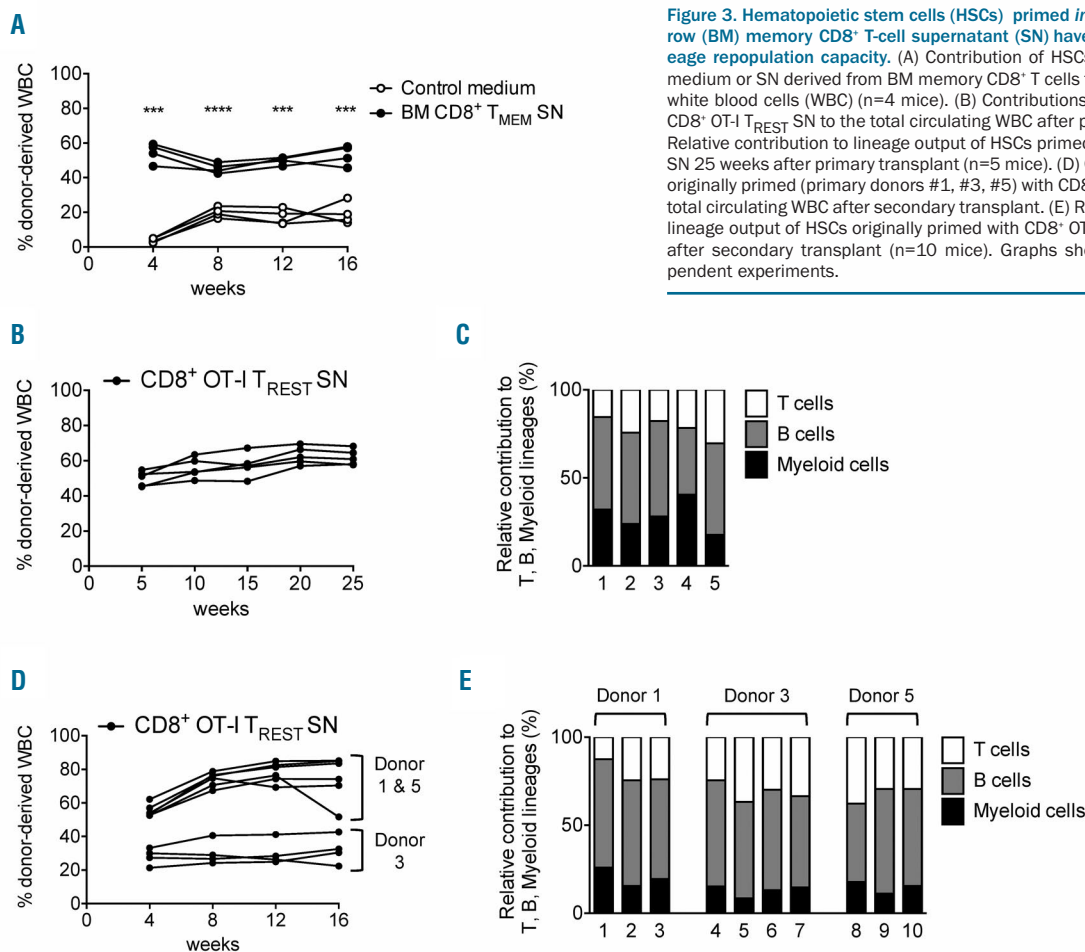 A
Figure 3. Hematopoietic stem cells (HSCs) primed in
row (BM) memory CD8+ T-cell supernatant (SN) have
eage repopulation capacity. (A) Contribution of HSCs
medium or SN derived from BM memory CD8+ T cells
white blood cells (WBC) (n=4 mice). (B) Contributions
CD8+ OT-I TREST SN to the total circulating WBC after p
Relative contribution to lineage output of HSCs primed
SN 25 weeks after primary transplant (n=5 mice). (D)
originally primed (primary donors #1, #3, #5) with CD8
total circulating WBC after secondary transplant. (E) R
lineage output of HSCs originally primed with CD8+ OT
after secondary transplant (n=10 mice). Graphs sho
pendent experiments.
% donor-derived WBC
100
80
60
40
20
0
*** **** *** ***
Control medium
BM CD8+ TMEM SN
0 4 8 12 16
weeks
B
CD8+ OT-I TREST SN
% donor-derived WBC
100
80
60
40
20
0
0 5 10 15 20 25
weeks
C
Relative contribution to
T, B, Myeloid lineages (%)
100
50
0
1 2 3 4 5
T cells
B cells
Myeloid cells
D
CD8+ OT-I TREST SN
% donor-derived WBC
100
80
60
40
20
0
0 4 8 12 16
weeks
Donor
1 & 5
Donor
3
E
Relative contribution to
T, B, Myeloid lineages (%)
Donor 1 Donor 3 Donor 5
100
50
0
1 2 3 4 5 6 7 8 9 10
T cells
B cells
Myeloid cells